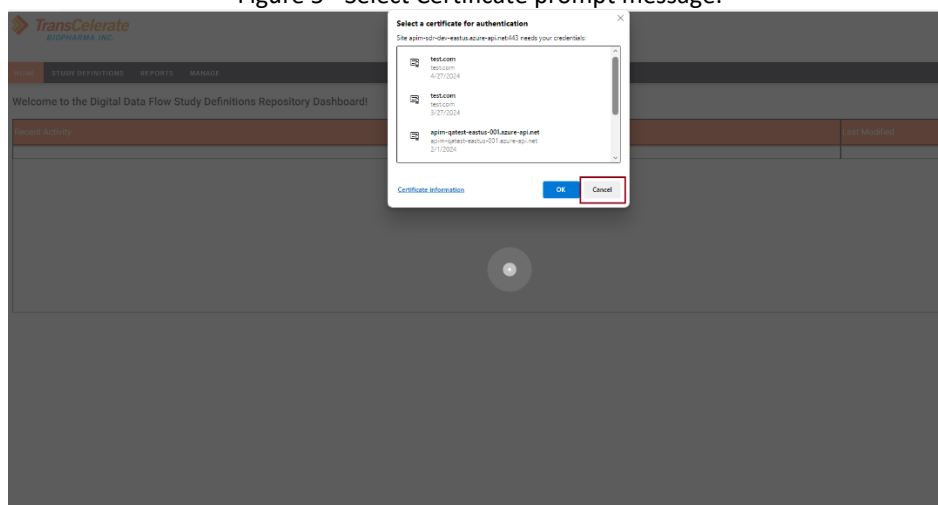 Figure 5 - Select Certificate prompt message.
TransCelerate
BIOPHARMA INC.
HOME STUDY DEFINITIONS REPORTS MANAGE
Welcome to the Digital Data Flow Study Definitions Repository Dashboard!
Recent Activity
Last Modified
Select a certificate for authentication
Site apim-sdr-dev-eastus.azure-api.net:443 needs your credentials:
test.com
test.com
4/27/2024
test.com
test.com
3/27/2024
apim-qatest-eastus-001.azure-api.net
apim-qatest-eastus-001.azure-api.net
2/1/2024
Certificate information
OK
Cancel